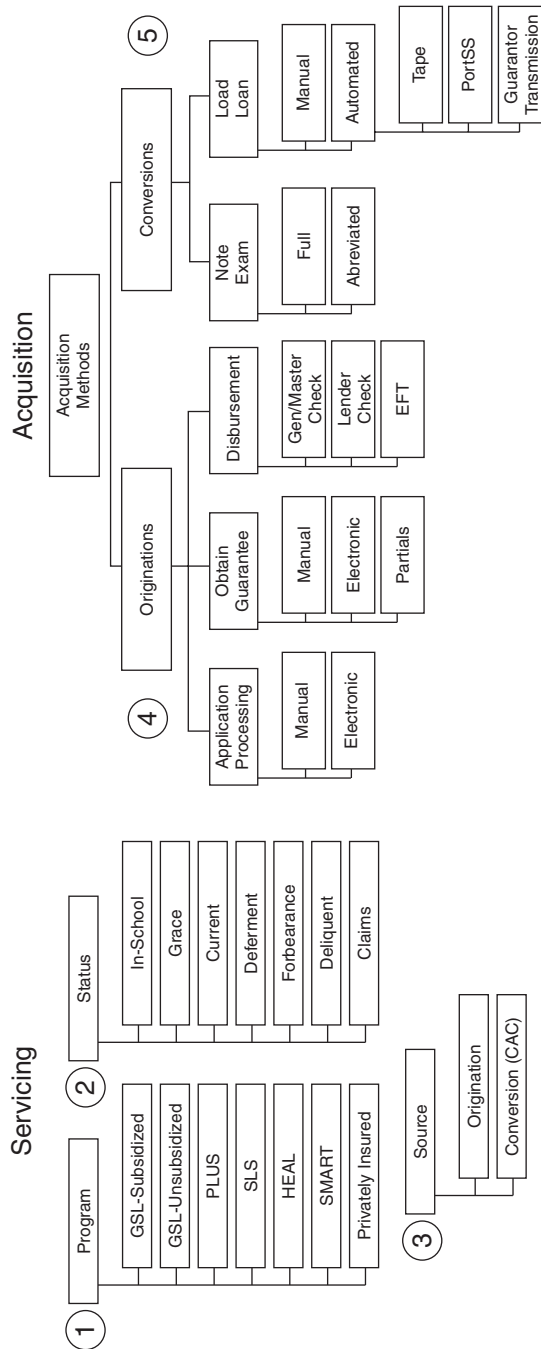 Servicing
1
Program
GSL-Subsidized
GSL-Unsubsidized
PLUS
SLS
HEAL
SMART
Privately Insured
2
Status
In-School
Grace
Current
Deferment
Forbearance
Deliquent
Claims
3
Source
Origination
Conversion (CAC)
Acquisition
Acquisition
Methods
4
Originations
Application
Processing
Manual
Electronic
Obtain
Guarantee
Manual
Electronic
Partials
Disbursement
Gen/Master
Check
Lender
Check
EFT
5
Conversions
Note
Exam
Full
Abreviated
Load
Loan
Manual
Automated
Tape
PortSS
Guarantor
Transmission